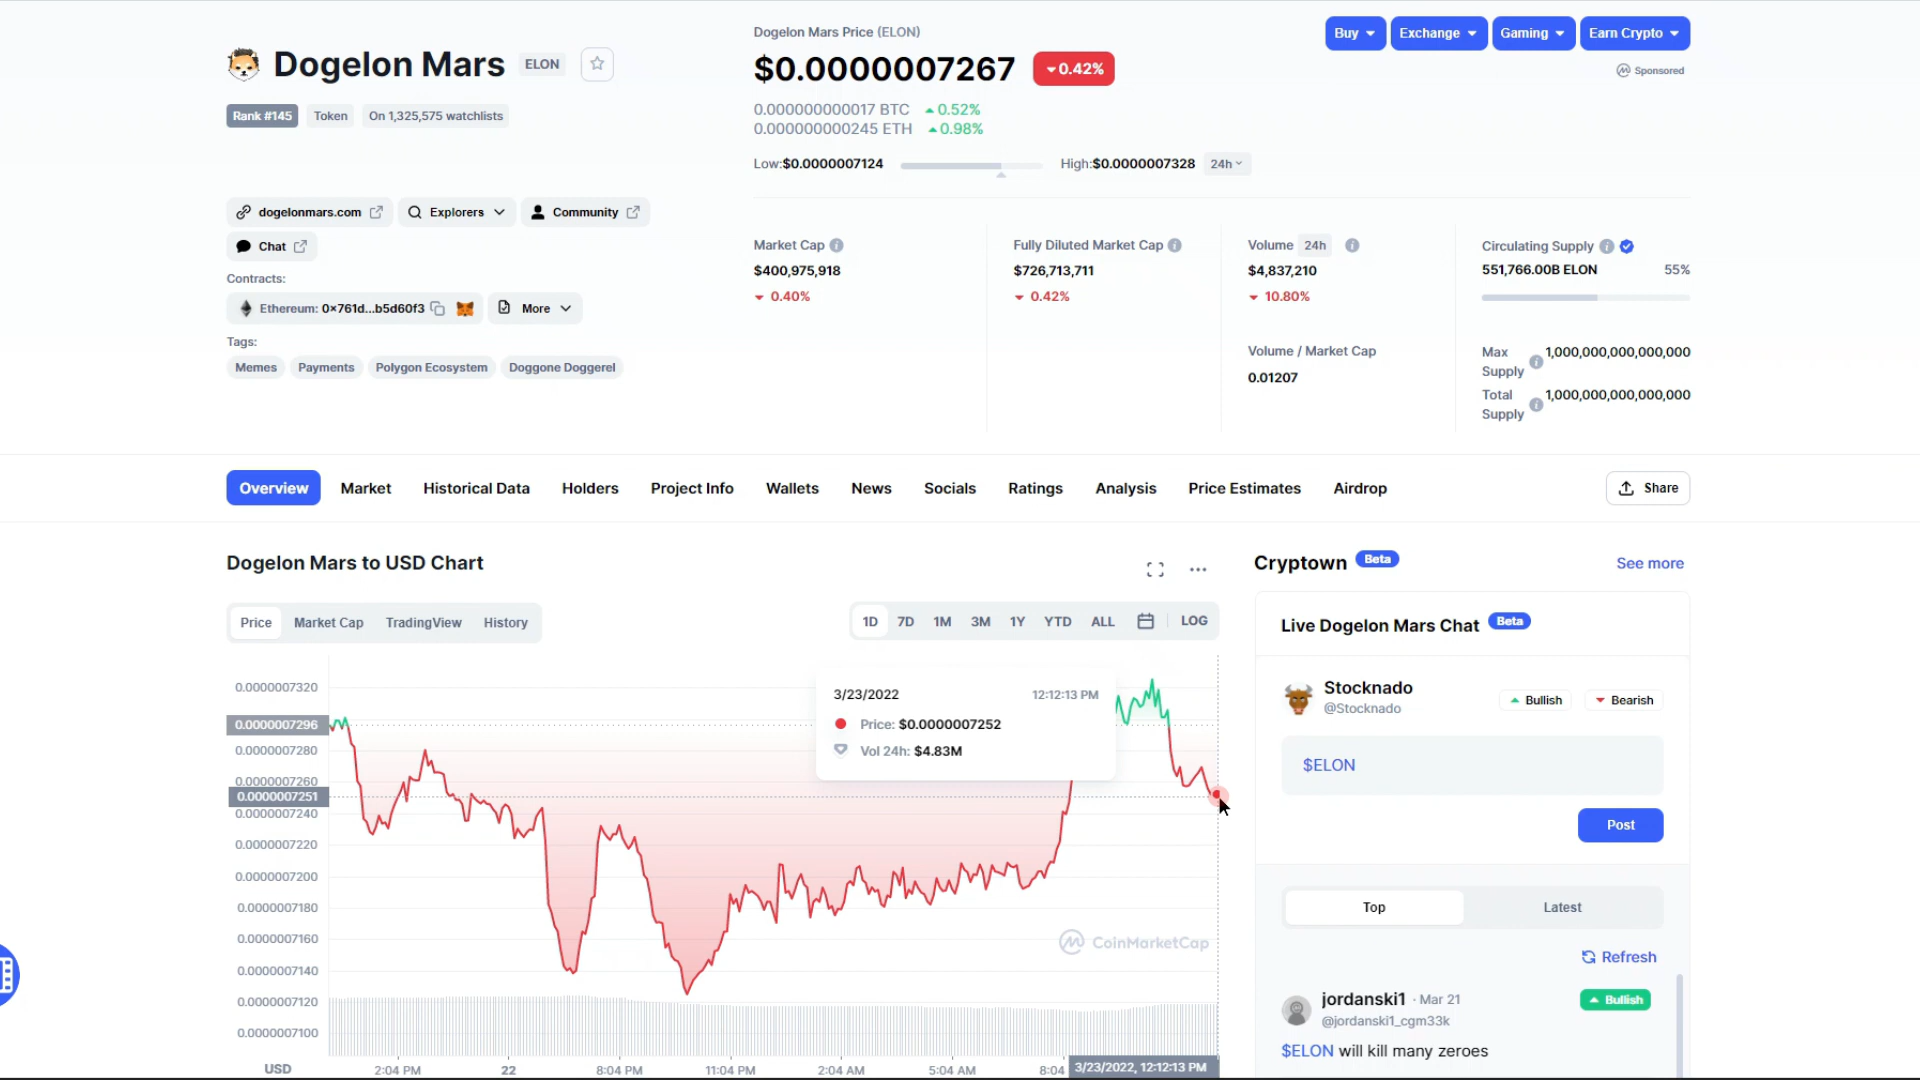 Dogelon Mars ELON
Rank #145 Token On 1,325,575 watchlists
dogelonmars.com Explorers Community
Chat
Contracts:
Ethereum: 0x761d...b5d60f3 More
Tags:
Memes Payments Polygon Ecosystem Doggone Doggerel
Dogelon Mars Price (ELON)
$0.0000007267 0.42%
0.000000000017 BTC 0.52%
0.000000000245 ETH 0.98%
Low:$0.0000007124 High:$0.0000007328 24h
Buy Exchange Gaming Earn Crypto
Sponsored
Market Cap
$400,975,918
0.40%
Fully Diluted Market Cap
$726,713,711
0.42%
Volume 24h
$4,837,210
10.80%
Volume / Market Cap
0.01207
Circulating Supply
551,766.00B ELON 55%
Max Supply 1,000,000,000,000,000
Total Supply 1,000,000,000,000,000
Overview Market Historical Data Holders Project Info Wallets News Socials Ratings Analysis Price Estimates Airdrop Share
Dogelon Mars to USD Chart
Price Market Cap TradingView History
1D 7D 1M 3M 1Y YTD ALL LOG
0.0000007320
0.0000007296
0.0000007280
0.0000007260
0.0000007251
0.0000007240
0.0000007220
0.0000007200
0.0000007180
0.0000007160
0.0000007140
0.0000007120
0.0000007100
3/23/2022 12:12:13 PM
Price: $0.0000007252
Vol 24h: $4.83M
CoinMarketCap
USD 2:04 PM 22 8:04 PM 11:04 PM 2:04 AM 5:04 AM 8:04 3/23/2022, 12:12:13 PM
Cryptown Beta See more
Live Dogelon Mars Chat Beta
Stocknado
@Stocknado
Bullish Bearish
$ELON
Post
Top Latest
Refresh
jordanski1 · Mar 21
@jordanski1_cgm33k
Bullish
$ELON will kill many zeroes